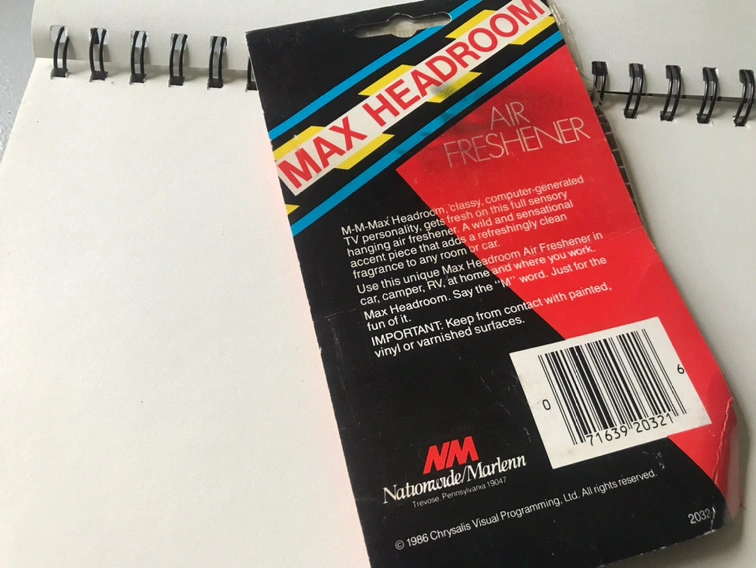 MAX HEADROOM
AIR
FRESHENER
M-M-Max Headroom, classy, computer-generated
TV personality, gets fresh on this full sensory
hanging air freshener. A wild and sensational
accent piece that adds a refreshingly clean
fragrance to any room or car.
Use this unique Max Headroom Air Freshener in
car, camper, RV, at home and where you work.
Max Headroom. Say the "M" word. Just for the
fun of it.
IMPORTANT: Keep from contact with painted,
vinyl or varnished surfaces.
0 71639 20321 6
NM
Nationwide/Marlenn
Trevose, Pennsylvania 19047
© 1986 Chrysalis Visual Programming, Ltd. All rights reserved.